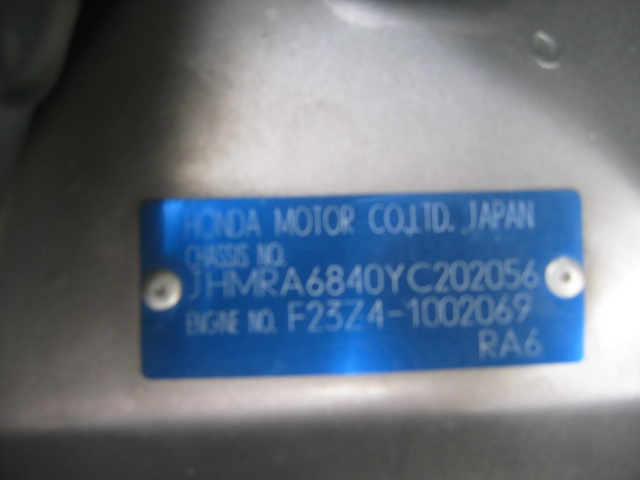 HONDA MOTOR CO.,LTD. JAPAN
CHASSIS NO.
JHMRA6840YC202056
ENGINE NO. F23Z4-1002069
RA6